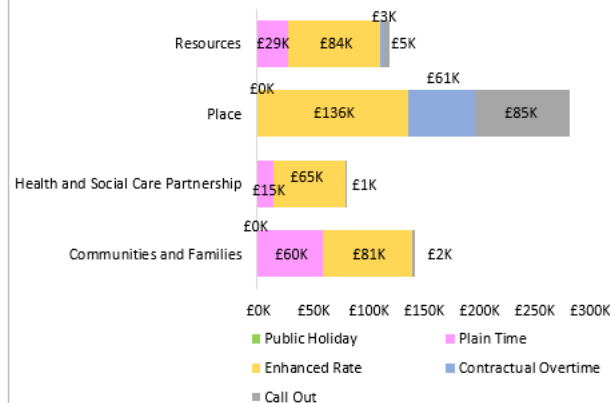 £3K
Resources £29K £84K £5K
£0K £61K
Place £136K £85K
Health and Social Care Partnership £15K £65K £1K
£0K
Communities and Families £60K £81K £2K
£0K £50K £100K £150K £200K £250K £300K
Public Holiday Plain Time
Enhanced Rate Contractual Overtime
Call Out